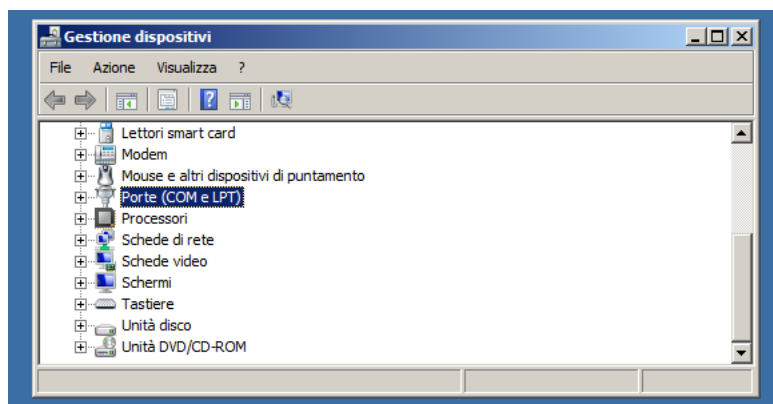 Gestione dispositivi
File Azione Visualizza ?
Lettori smart card
Modem
Mouse e altri dispositivi di puntamento
Porte (COM e LPT)
Processori
Schede di rete
Schede video
Schermi
Tastiere
Unità disco
Unità DVD/CD-ROM